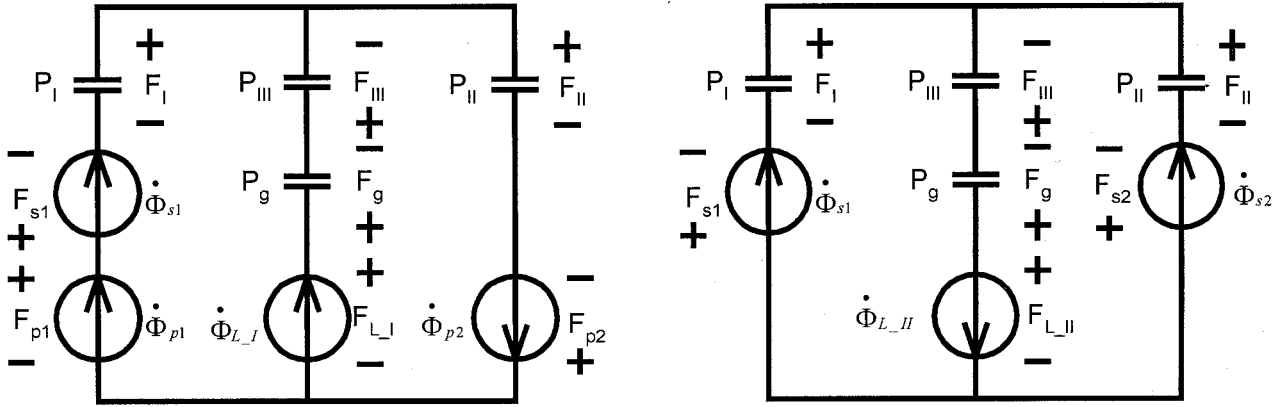 + − +
P_I F_I P_III F_III P_II F_II
− + −
− −
P_g F_g
F_s1 Φ̇_s1
+ +
+ + −
F_p1 Φ̇_p1 Φ̇_L_I F_L_I Φ̇_p2 F_p2
− − +
+ − +
P_I F_I P_III F_III P_II F_II
− + −
− − −
P_g F_g
F_s1 Φ̇_s1 F_s2 Φ̇_s2
+ + +
+
Φ̇_L_II F_L_II
−